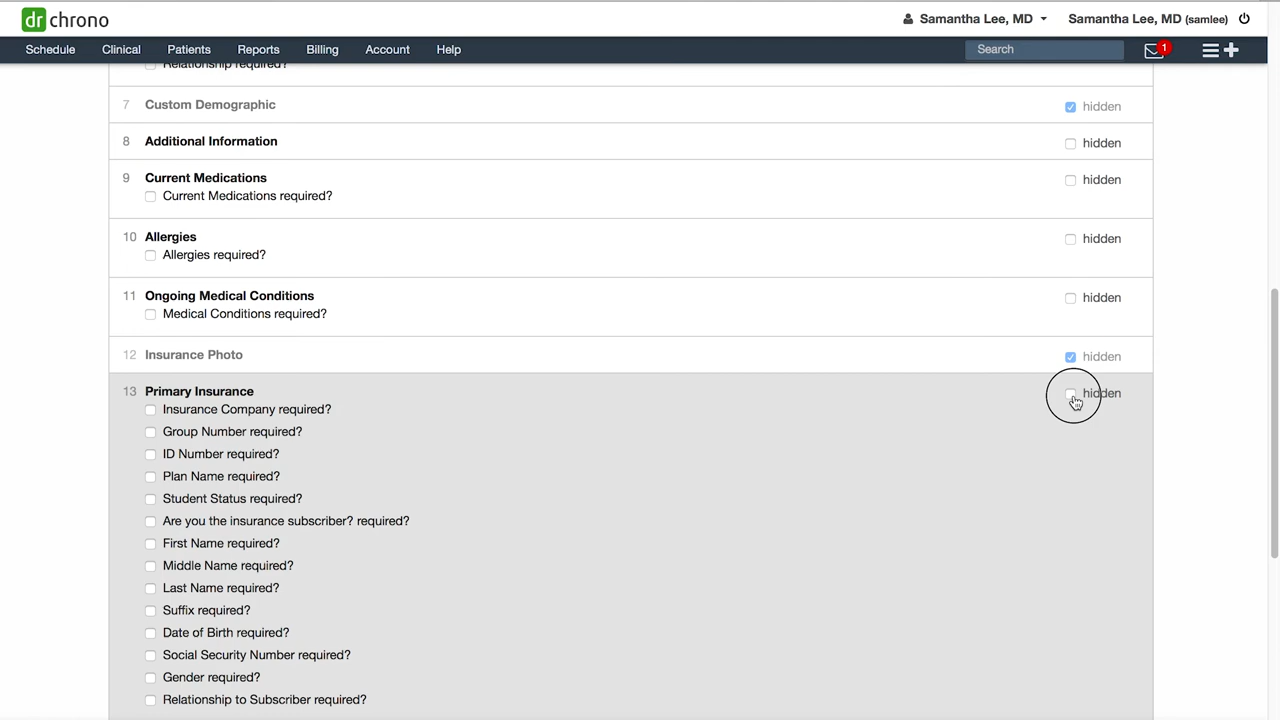 dr chrono
Samantha Lee, MD
Samantha Lee, MD (samlee)
Schedule Clinical Patients Reports Billing Account Help
Search
1
Relationship required?
7 Custom Demographic hidden
8 Additional Information hidden
9 Current Medications hidden
Current Medications required?
10 Allergies hidden
Allergies required?
11 Ongoing Medical Conditions hidden
Medical Conditions required?
12 Insurance Photo hidden
13 Primary Insurance hidden
Insurance Company required?
Group Number required?
ID Number required?
Plan Name required?
Student Status required?
Are you the insurance subscriber? required?
First Name required?
Middle Name required?
Last Name required?
Suffix required?
Date of Birth required?
Social Security Number required?
Gender required?
Relationship to Subscriber required?